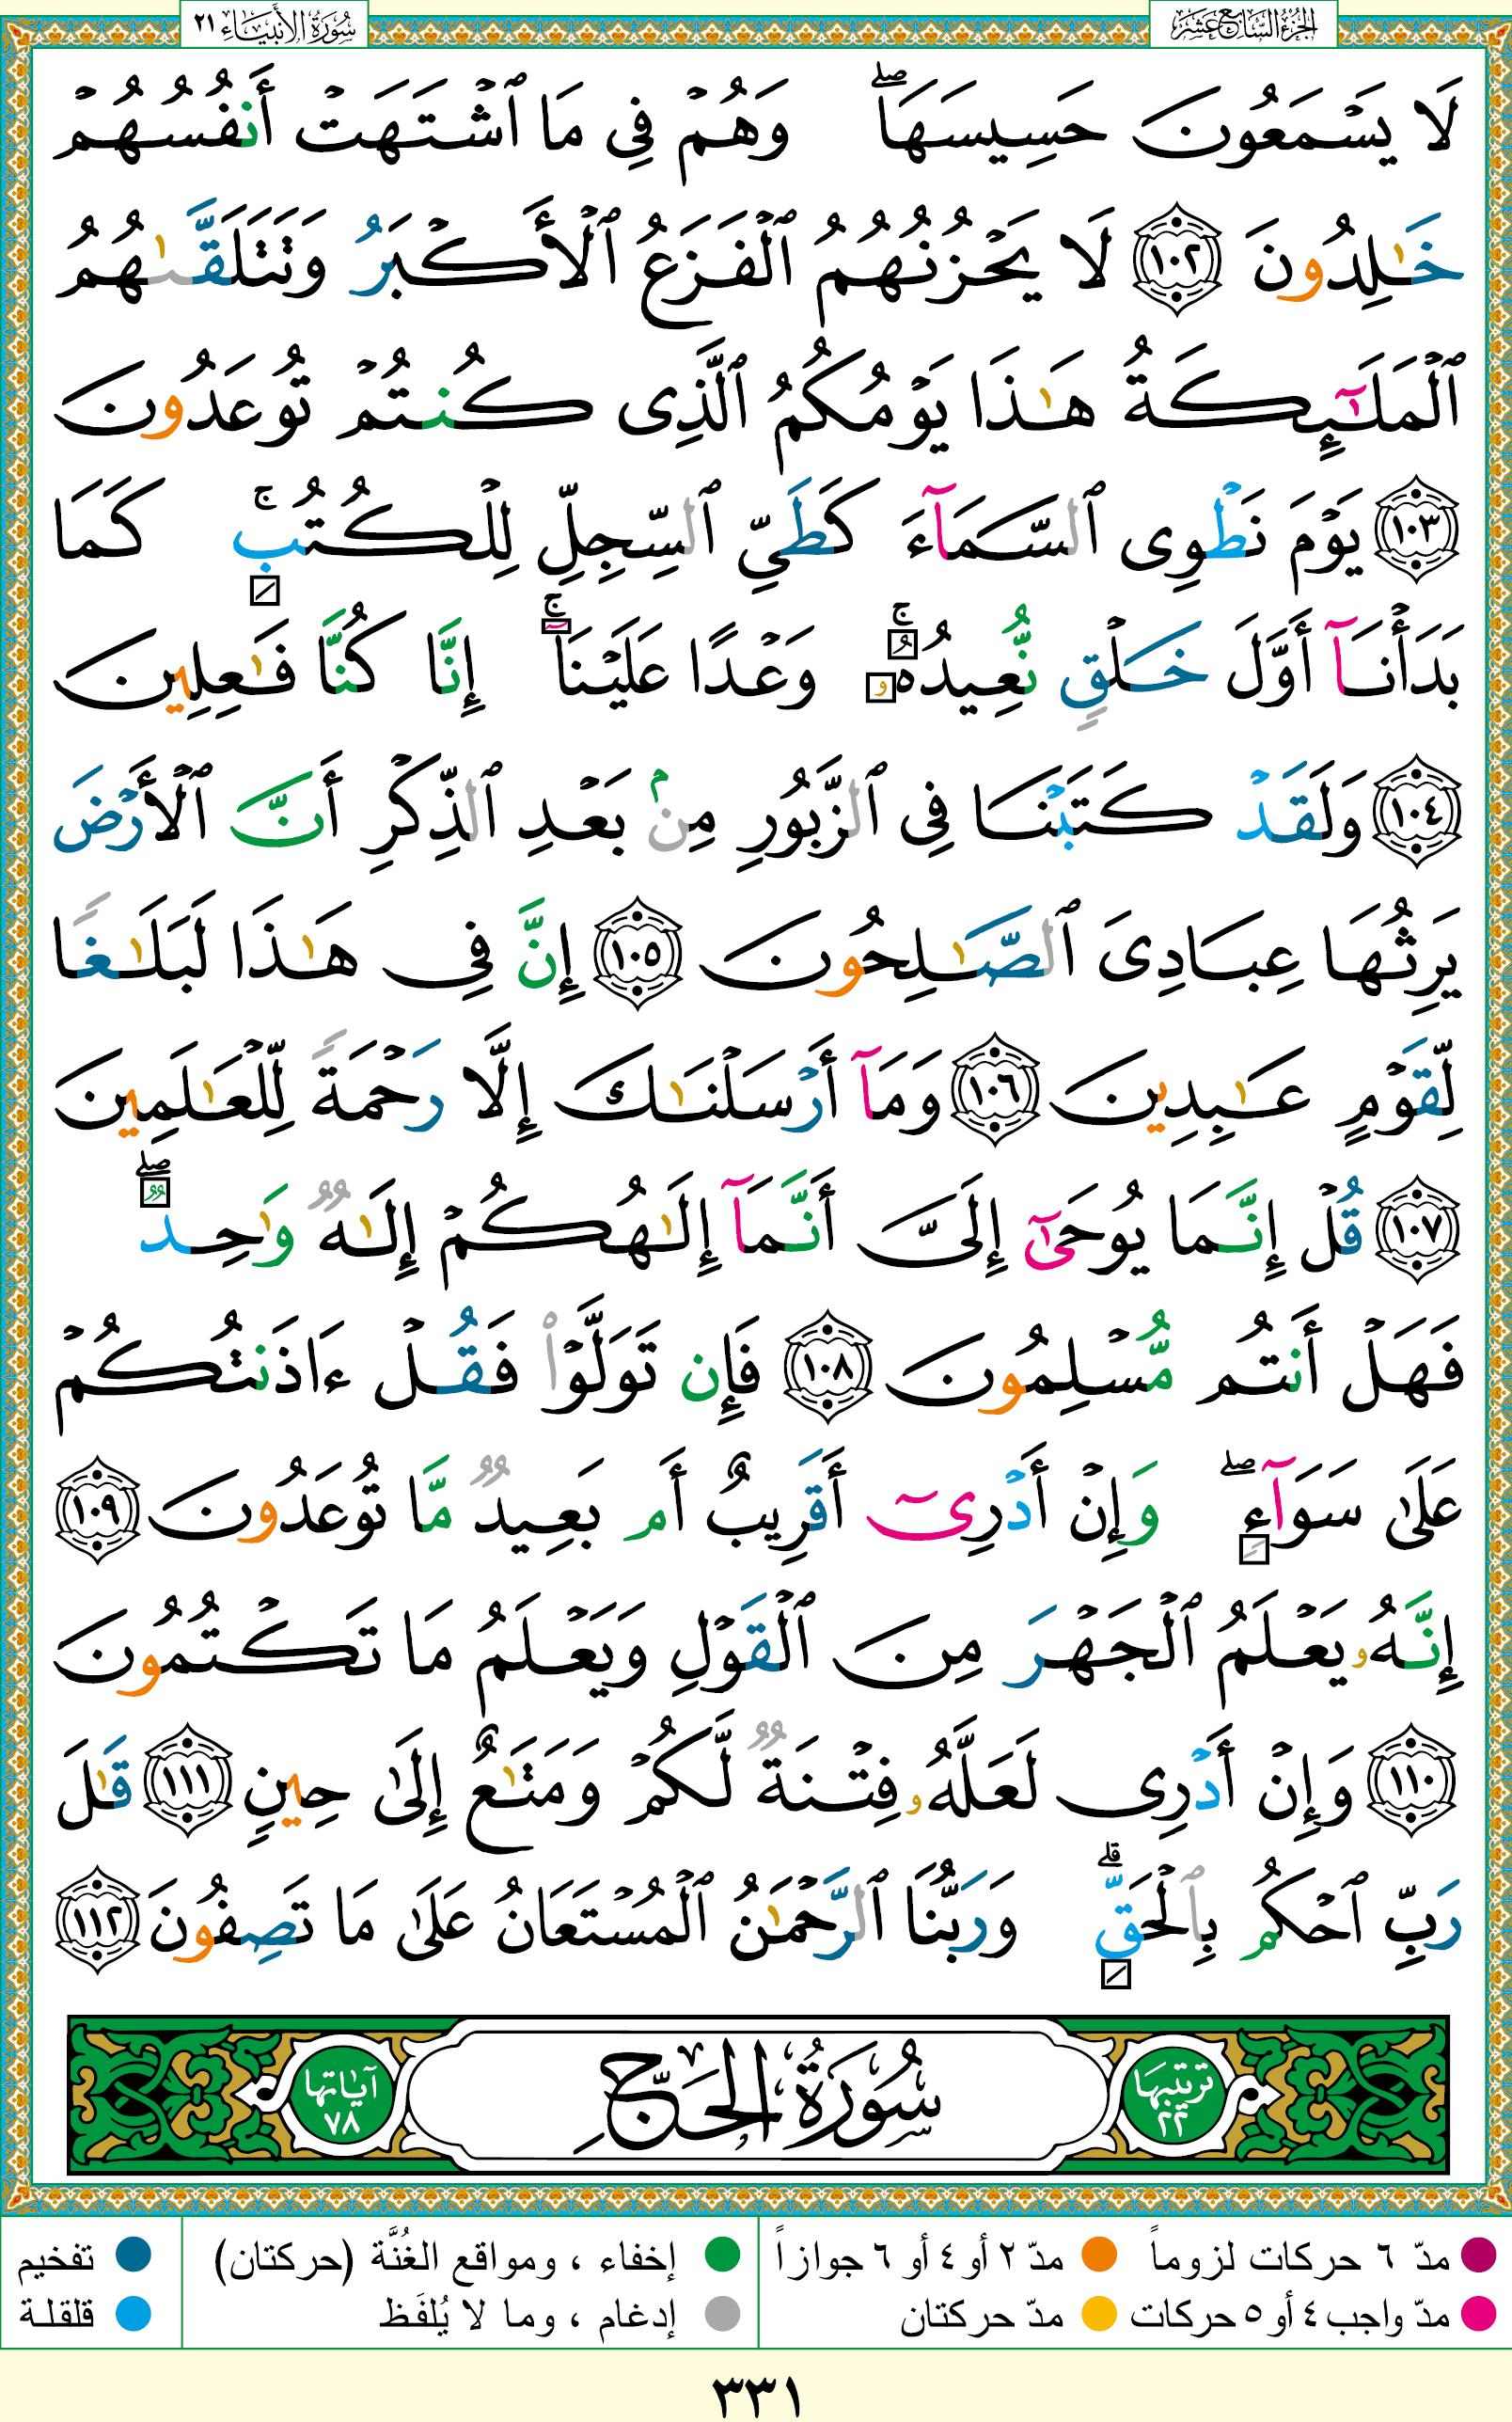 الجزء السابع عشر
سورة الأنبياء ٢١
لَا يَسْمَعُونَ حَسِيسَهَا ۖ وَهُمْ فِي مَا ٱشْتَهَتْ أَنفُسُهُمْ
خَـٰلِدُونَ ١٠٢ لَا يَحْزُنُهُمُ ٱلْفَزَعُ ٱلْأَكْبَرُ وَتَتَلَقَّىٰهُمُ
ٱلْمَلَـٰٓئِكَةُ هَـٰذَا يَوْمُكُمُ ٱلَّذِى كُنتُمْ تُوعَدُونَ
١٠٣ يَوْمَ نَطْوِى ٱلسَّمَآءَ كَطَىِّ ٱلسِّجِلِّ لِلْكُتُبِ ۚ كَمَا
بَدَأْنَآ أَوَّلَ خَلْقٍ نُّعِيدُهُۥ ۚ وَعْدًا عَلَيْنَآ ۚ إِنَّا كُنَّا فَـٰعِلِينَ
١٠٤ وَلَقَدْ كَتَبْنَا فِى ٱلزَّبُورِ مِنۢ بَعْدِ ٱلذِّكْرِ أَنَّ ٱلْأَرْضَ
يَرِثُهَا عِبَادِىَ ٱلصَّـٰلِحُونَ ١٠٥ إِنَّ فِى هَـٰذَا لَبَلَـٰغًا
لِّقَوْمٍ عَـٰبِدِينَ ١٠٦ وَمَآ أَرْسَلْنَـٰكَ إِلَّا رَحْمَةً لِّلْعَـٰلَمِينَ
١٠٧ قُلْ إِنَّمَا يُوحَىٰٓ إِلَىَّ أَنَّمَآ إِلَـٰهُكُمْ إِلَـٰهٌ وَٰحِدٌ ۖ
فَهَلْ أَنتُم مُّسْلِمُونَ ١٠٨ فَإِن تَوَلَّوْا۟ فَقُلْ ءَاذَنتُكُمْ
عَلَىٰ سَوَآءٍ ۖ وَإِنْ أَدْرِىٓ أَقَرِيبٌ أَم بَعِيدٌ مَّا تُوعَدُونَ ١٠٩
إِنَّهُۥ يَعْلَمُ ٱلْجَهْرَ مِنَ ٱلْقَوْلِ وَيَعْلَمُ مَا تَكْتُمُونَ
١١٠ وَإِنْ أَدْرِى لَعَلَّهُۥ فِتْنَةٌ لَّكُمْ وَمَتَـٰعٌ إِلَىٰ حِينٍ ١١١ قَـٰلَ
رَبِّ ٱحْكُم بِٱلْحَقِّ ۗ وَرَبُّنَا ٱلرَّحْمَـٰنُ ٱلْمُسْتَعَانُ عَلَىٰ مَا تَصِفُونَ ١١٢
ترتيبها ٢٢
سُورَةُ الحَجِّ
آياتها ٧٨
مدّ ٦ حركات لزوماً
مدّ ٢ أو ٤ أو ٦ جوازاً
إخفاء ، ومواقع الغُنَّة (حركتان)
تفخيم
مدّ واجب ٤ أو ٥ حركات
مدّ حركتان
إدغام ، وما لا يُلفَظ
قلقلة
٣٣١